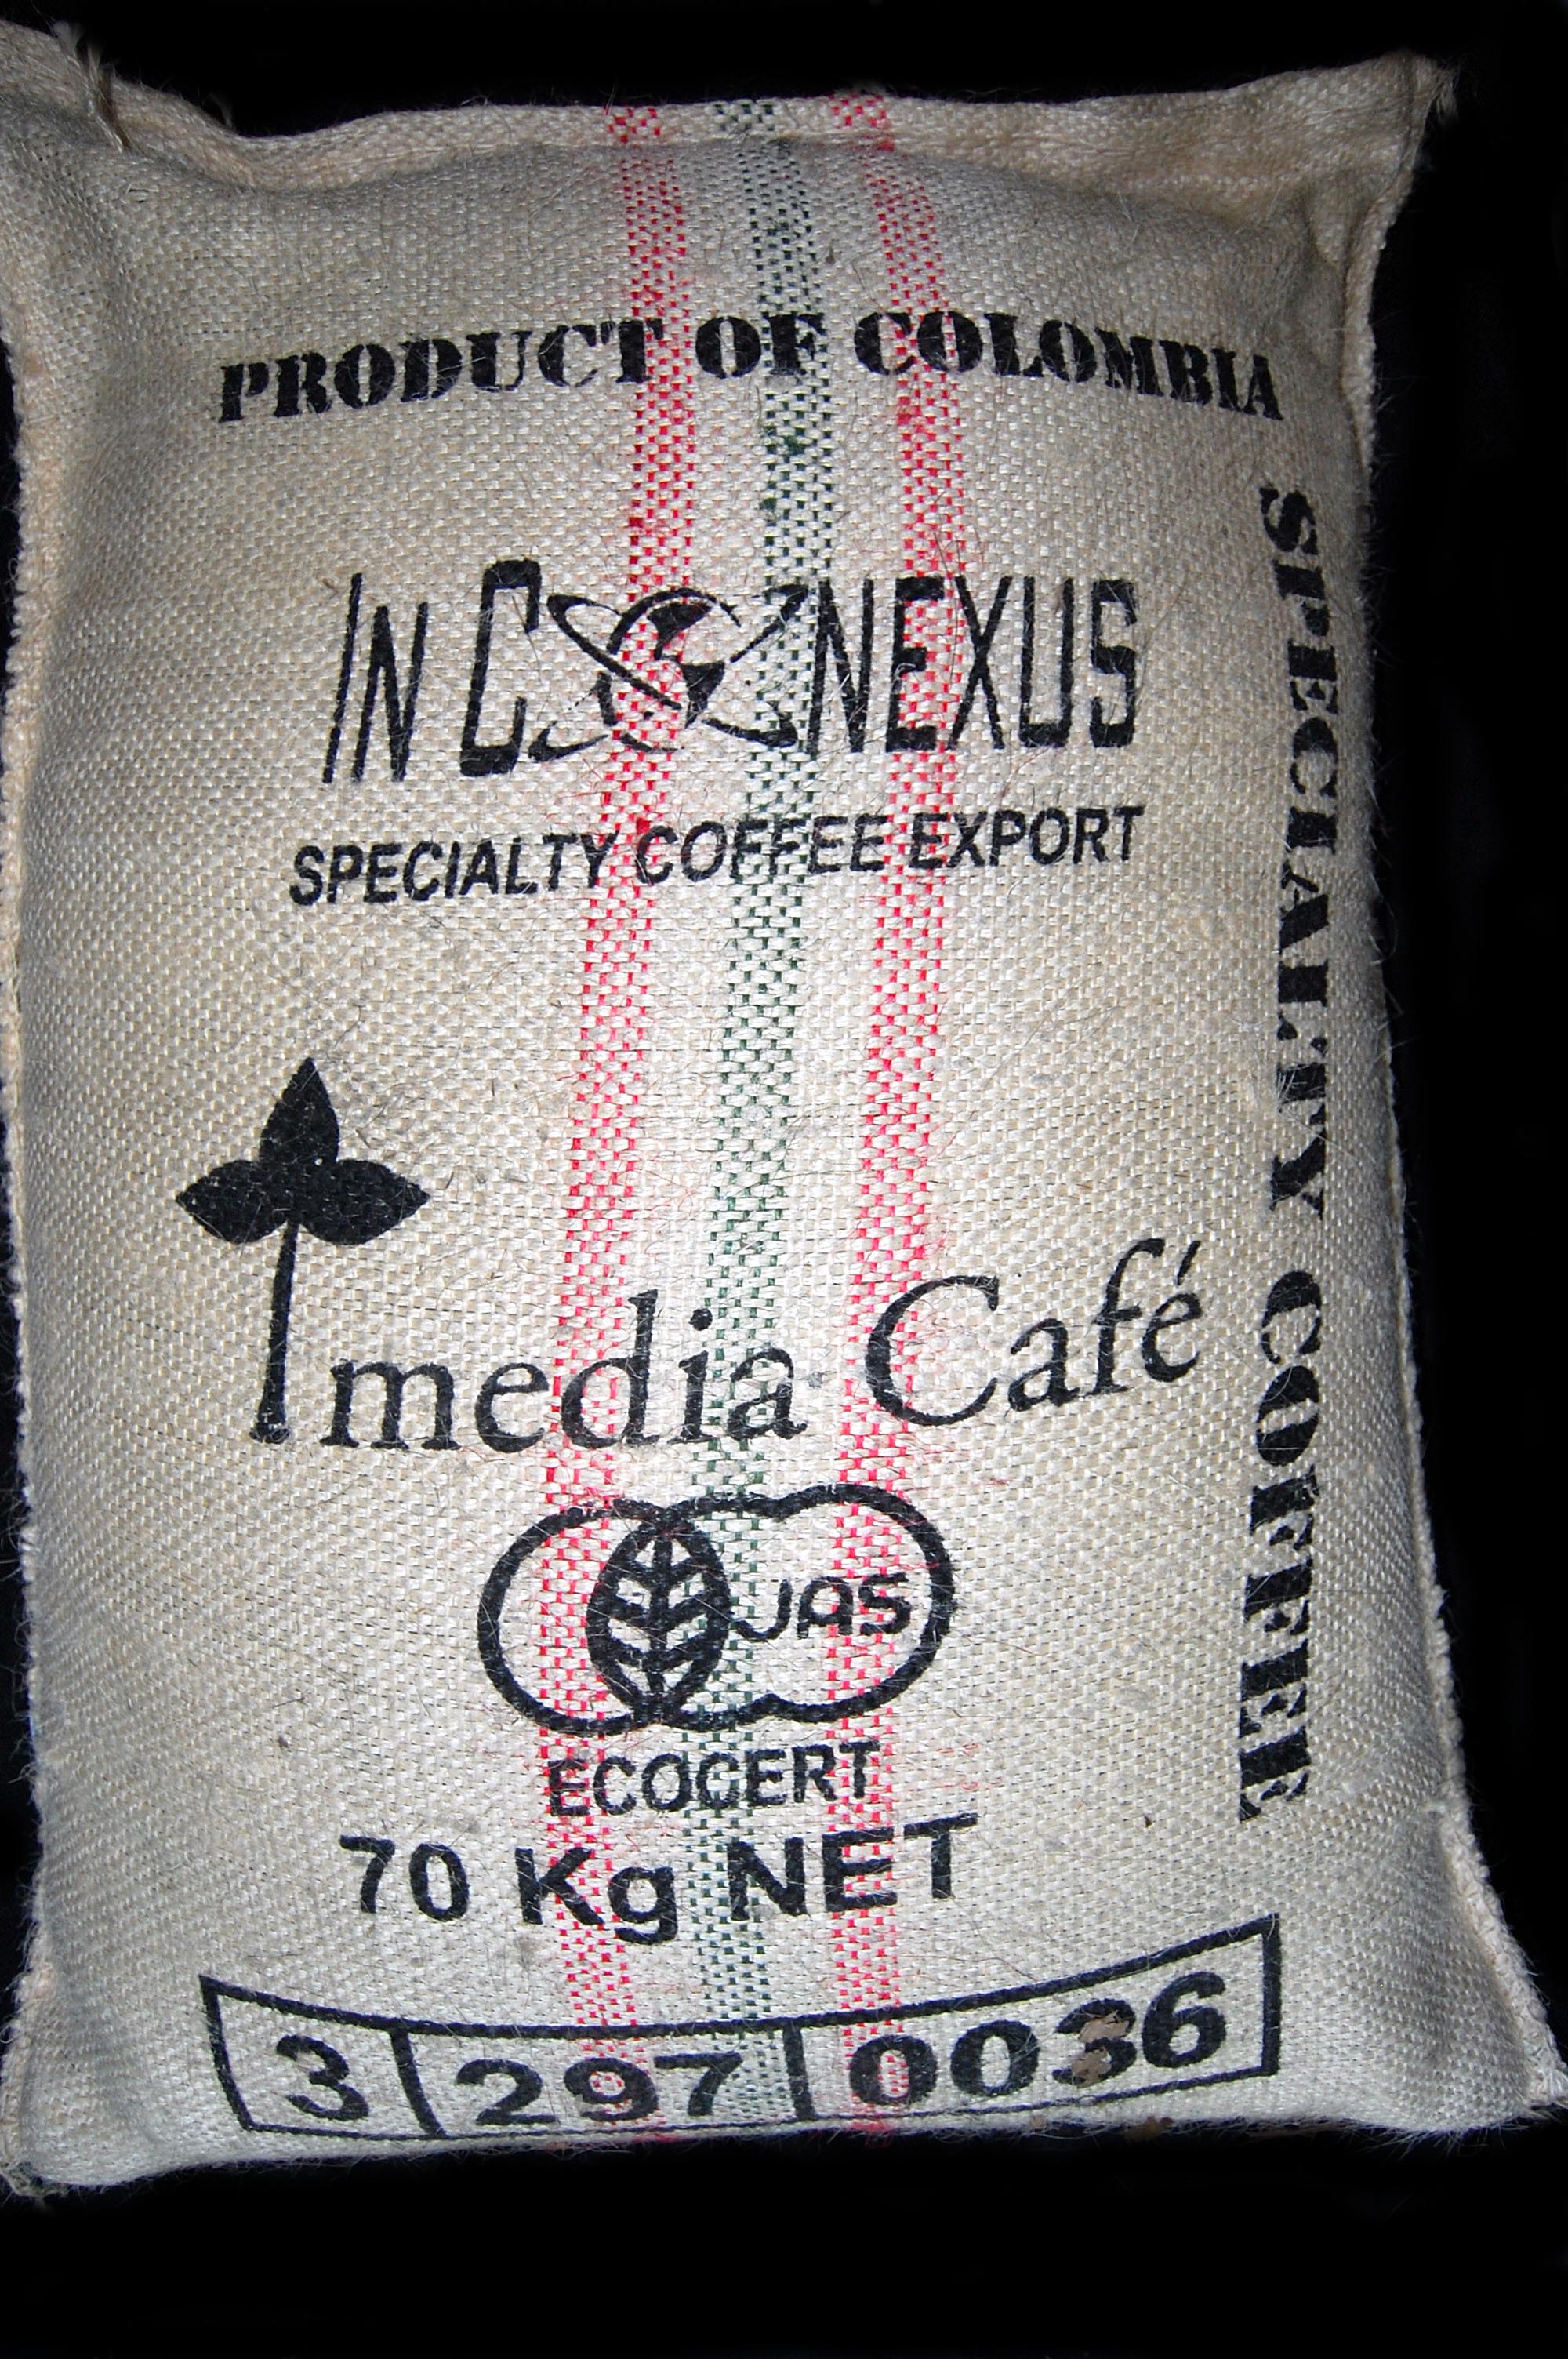 PRODUCT OF COLOMBIA
IN CONEXUS
SPECIALTY COFFEE EXPORT
Imedia Café
JAS
ECOCERT
70 Kg NET
3 297 0036
SPECIALTY COFFEE